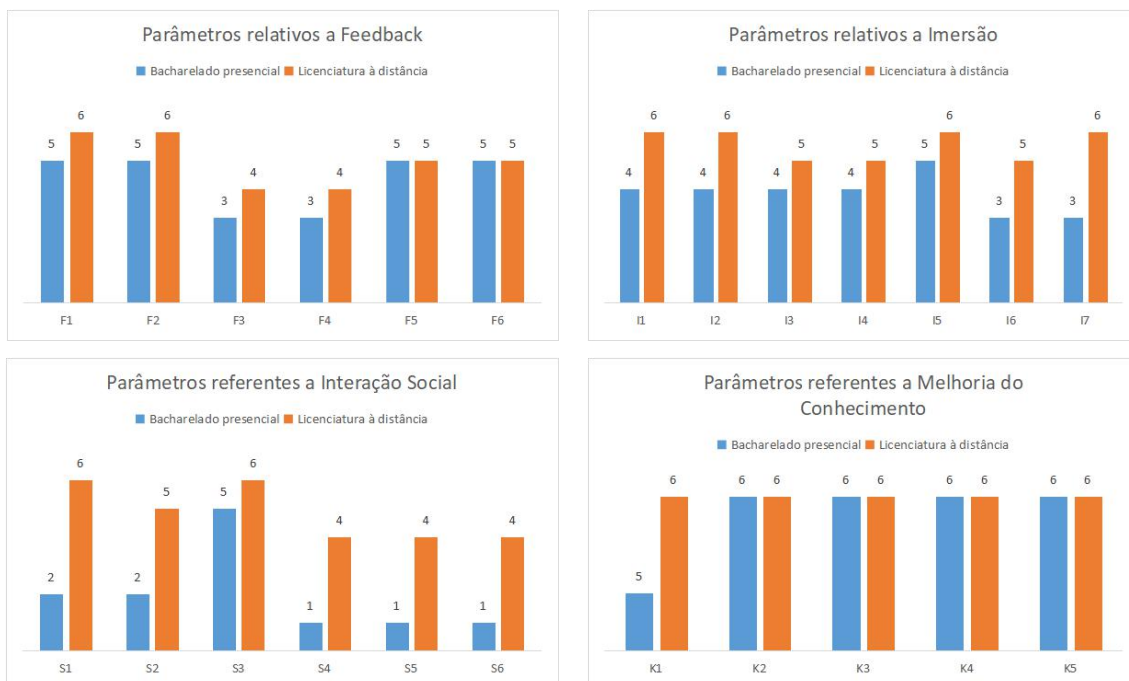 Parâmetros relativos a Feedback
Bacharelado presencial Licenciatura à distância
5 6 5 6 3 4 3 4 5 5 5 5
F1 F2 F3 F4 F5 F6
Parâmetros relativos a Imersão
Bacharelado presencial Licenciatura à distância
4 6 4 6 4 5 4 5 5 6 3 5 3 6
I1 I2 I3 I4 I5 I6 I7
Parâmetros referentes a Interação Social
Bacharelado presencial Licenciatura à distância
2 6 2 5 5 6 1 4 1 4 1 4
S1 S2 S3 S4 S5 S6
Parâmetros referentes a Melhoria do
Conhecimento
Bacharelado presencial Licenciatura à distância
5 6 6 6 6 6 6 6 6 6
K1 K2 K3 K4 K5